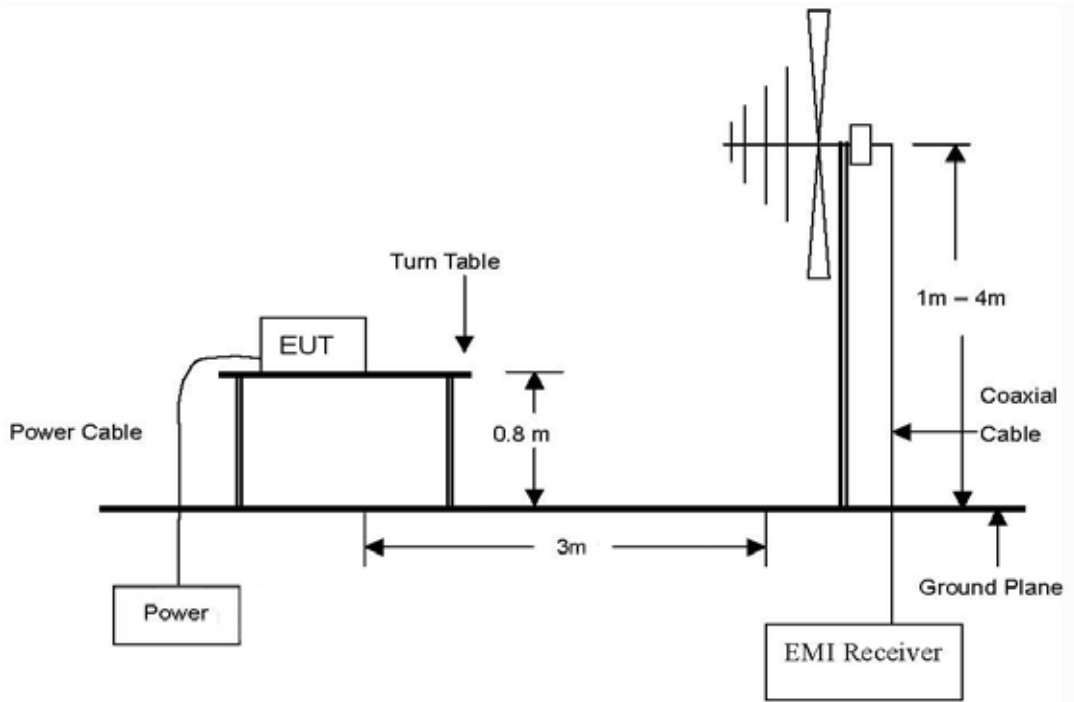 Turn Table
EUT
1m – 4m
Coaxial
Cable
Power Cable
0.8 m
3m
Ground Plane
Power
EMI Receiver